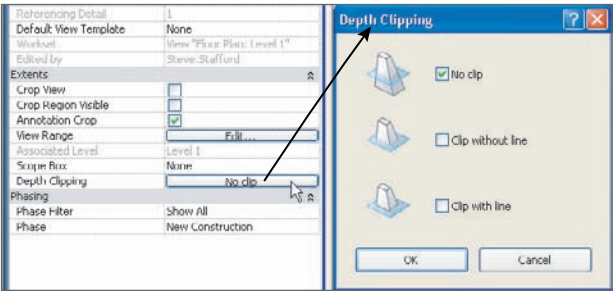 Referencing Detail 1
Default View Template None
Workset View "Floor Plan: Level 1"
Edited by Steve.Stafford
Extents
Crop View
Crop Region Visible
Annotation Crop
View Range Edit...
Associated Level Level 1
Scope Box None
Depth Clipping No clip
Phasing
Phase Filter Show All
Phase New Construction
Depth Clipping
No clip
Clip without line
Clip with line
OK Cancel